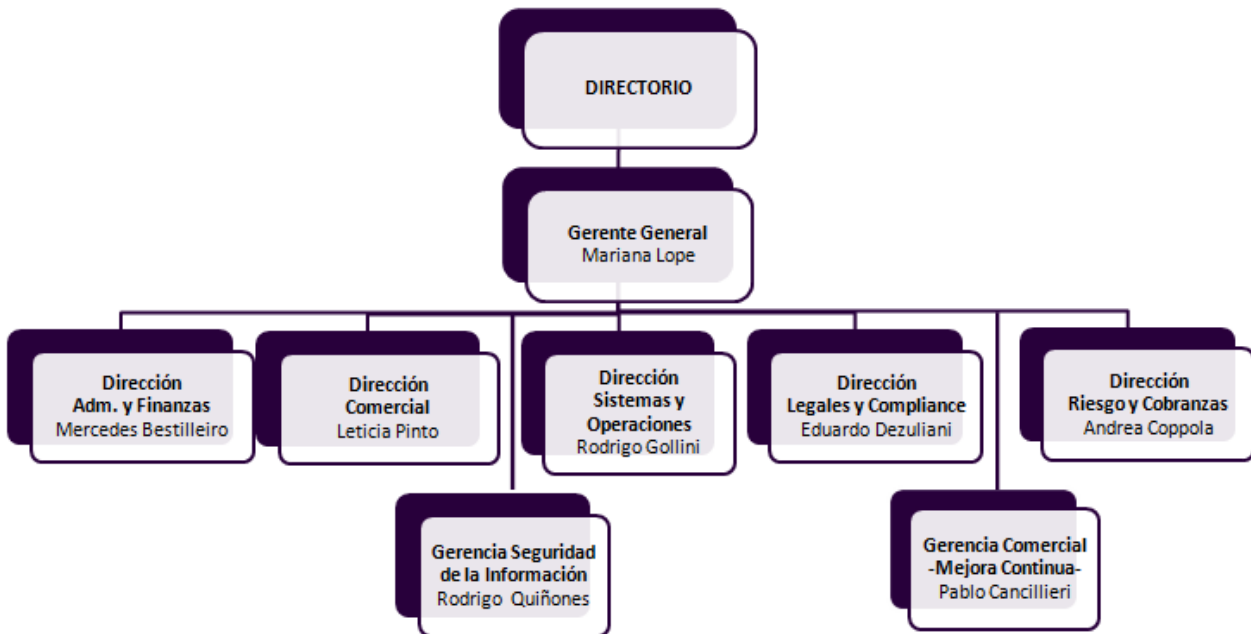 DIRECTORIO
Gerente General
Mariana Lope
Dirección
Adm. y Finanzas
Mercedes Bestilleiro
Dirección
Comercial
Leticia Pinto
Dirección
Sistemas y
Operaciones
Rodrigo Gollini
Dirección
Legales y Compliance
Eduardo Dezuliani
Dirección
Riesgo y Cobranzas
Andrea Coppola
Gerencia Seguridad
de la Información
Rodrigo Quiñones
Gerencia Comercial
-Mejora Continua-
Pablo Cancillieri